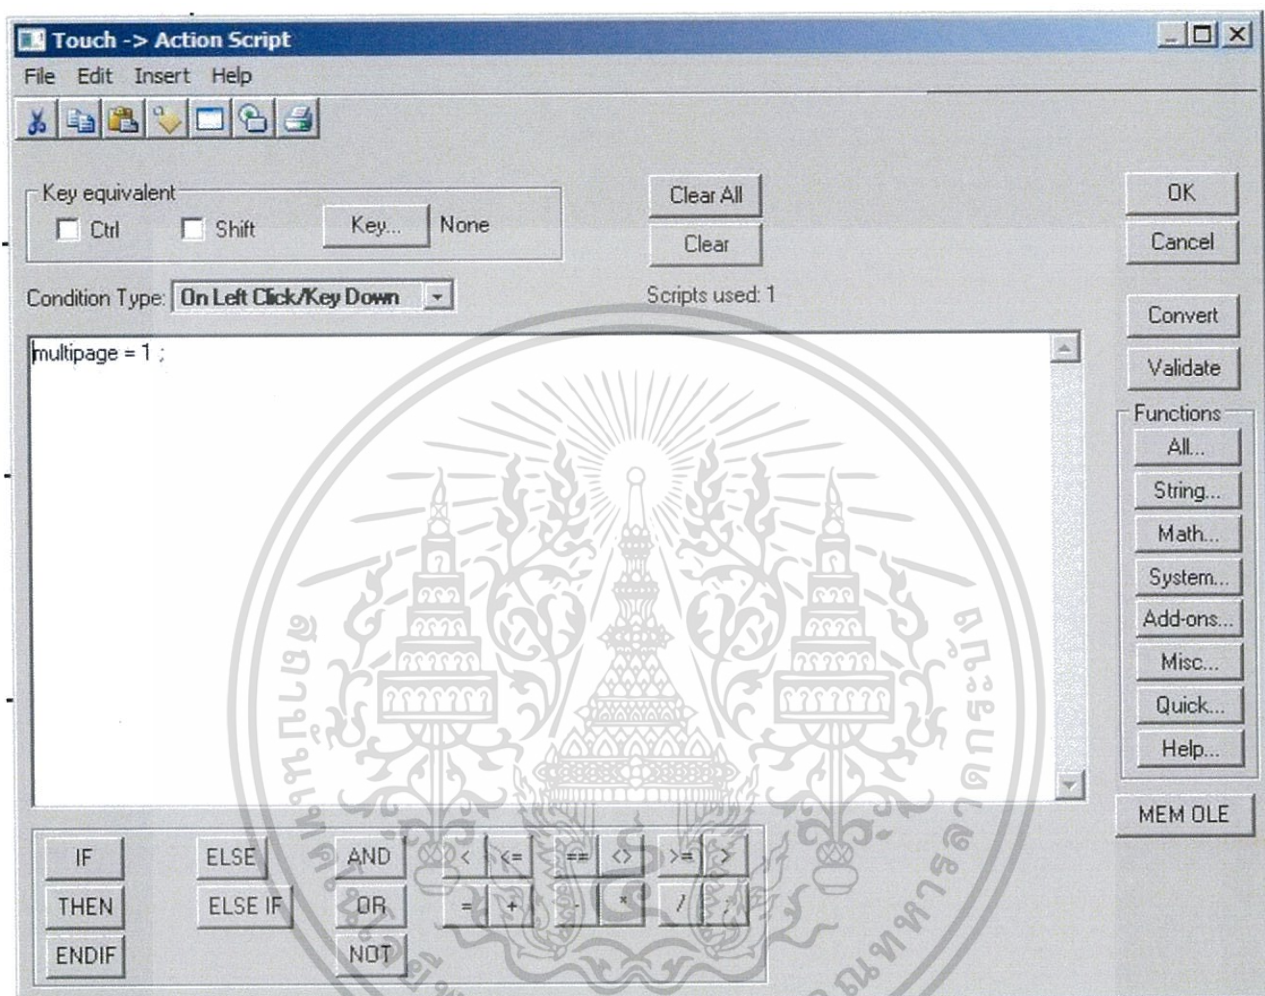 Touch -> Action Script
File Edit Insert Help
Key equivalent
Ctrl Shift Key... None
Clear All
Clear
OK
Cancel
Condition Type: On Left Click/Key Down
Scripts used: 1
Convert
Validate
multipage = 1 ;
Functions
All...
String...
Math...
System...
Add-ons...
Misc...
Quick...
Help...
MEM OLE
IF ELSE AND < <= == <> >= >
THEN ELSE IF OR = + - * / ;
ENDIF NOT